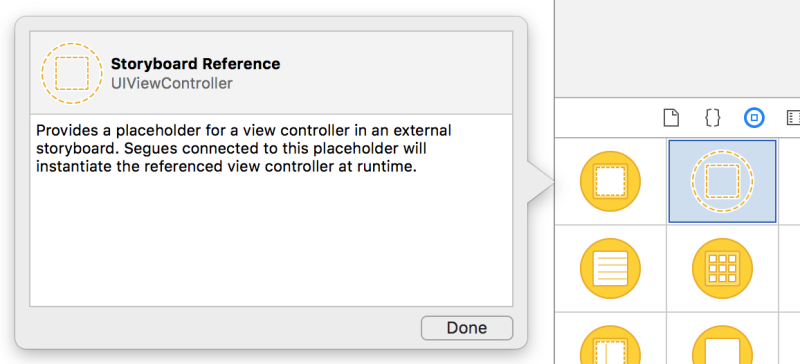 Storyboard Reference
UIViewController
Provides a placeholder for a view controller in an external
storyboard. Segues connected to this placeholder will
instantiate the referenced view controller at runtime.
{}
Done